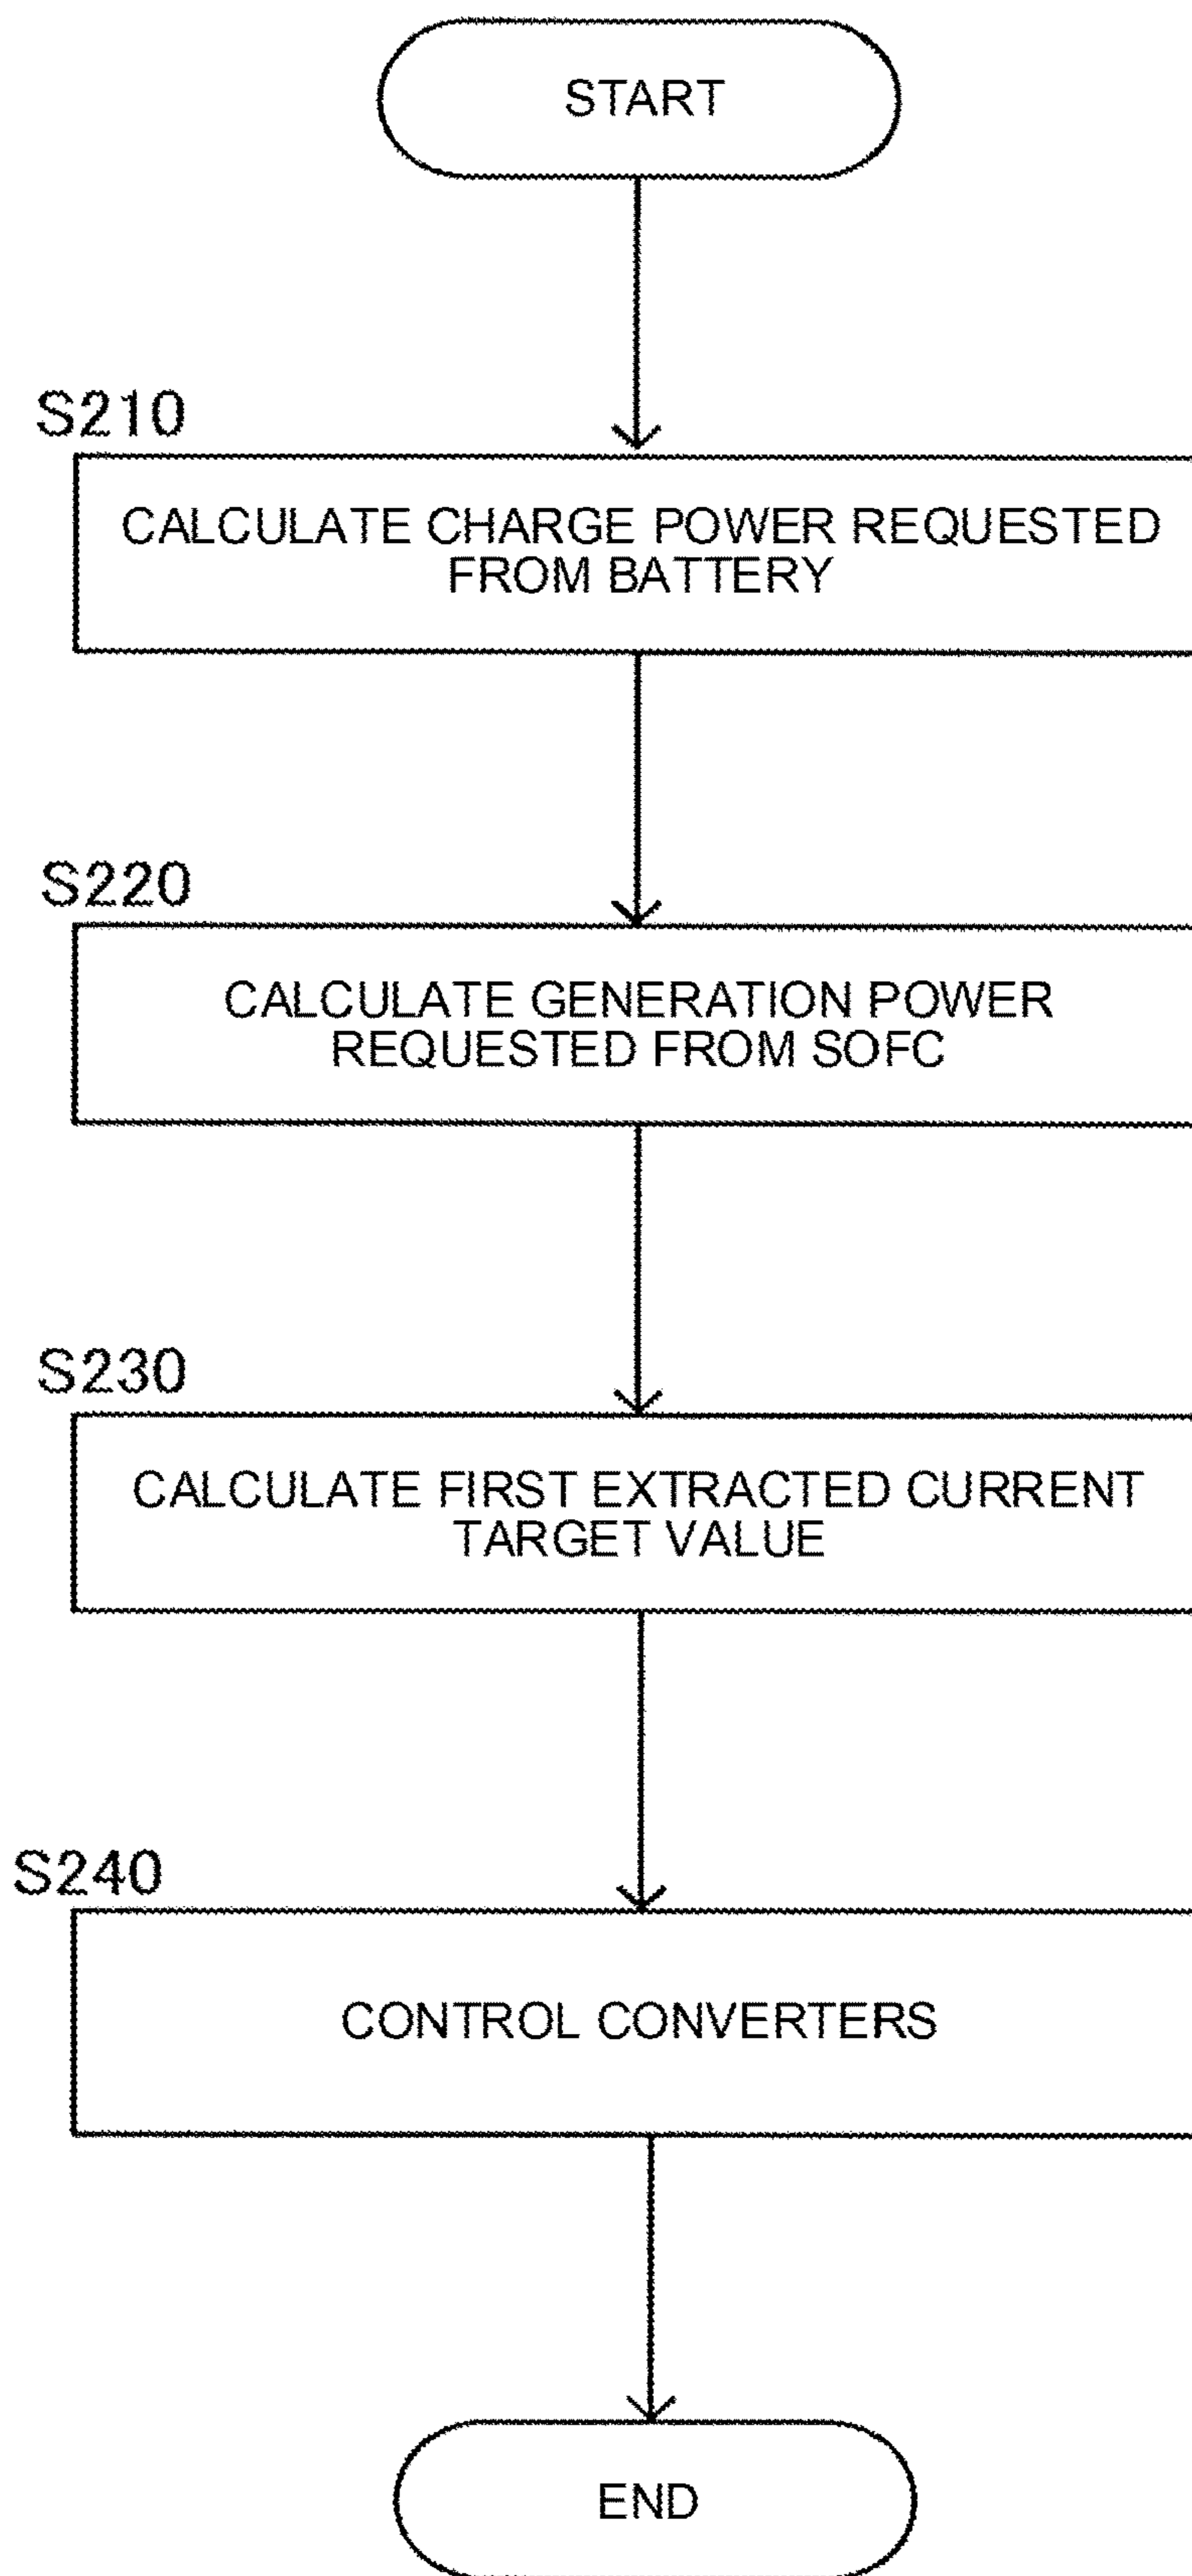 START
S210
CALCULATE CHARGE POWER REQUESTED
FROM BATTERY
S220
CALCULATE GENERATION POWER
REQUESTED FROM SOFC
S230
CALCULATE FIRST EXTRACTED CURRENT
TARGET VALUE
S240
CONTROL CONVERTERS
END